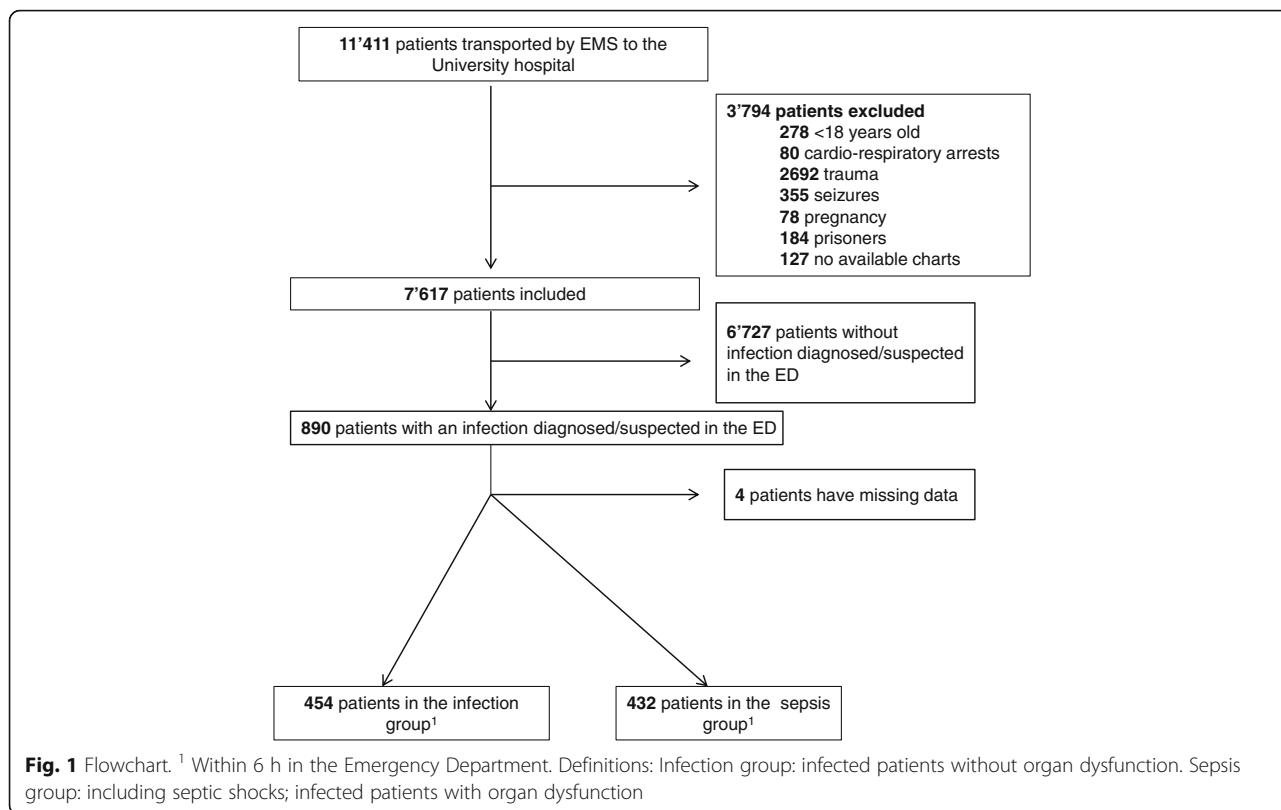 11'411 patients transported by EMS to the
University hospital
3'794 patients excluded
278 <18 years old
80 cardio-respiratory arrests
2692 trauma
355 seizures
78 pregnancy
184 prisoners
127 no available charts
7'617 patients included
6'727 patients without
infection diagnosed/suspected
in the ED
890 patients with an infection diagnosed/suspected in the ED
4 patients have missing data
454 patients in the infection
group¹
432 patients in the sepsis
group¹
Fig. 1 Flowchart. ¹ Within 6 h in the Emergency Department. Definitions: Infection group: infected patients without organ dysfunction. Sepsis
group: including septic shocks; infected patients with organ dysfunction